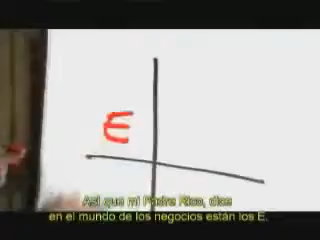 E
Así que mi Padre Rico, dice
en el mundo de los negocios están los E.